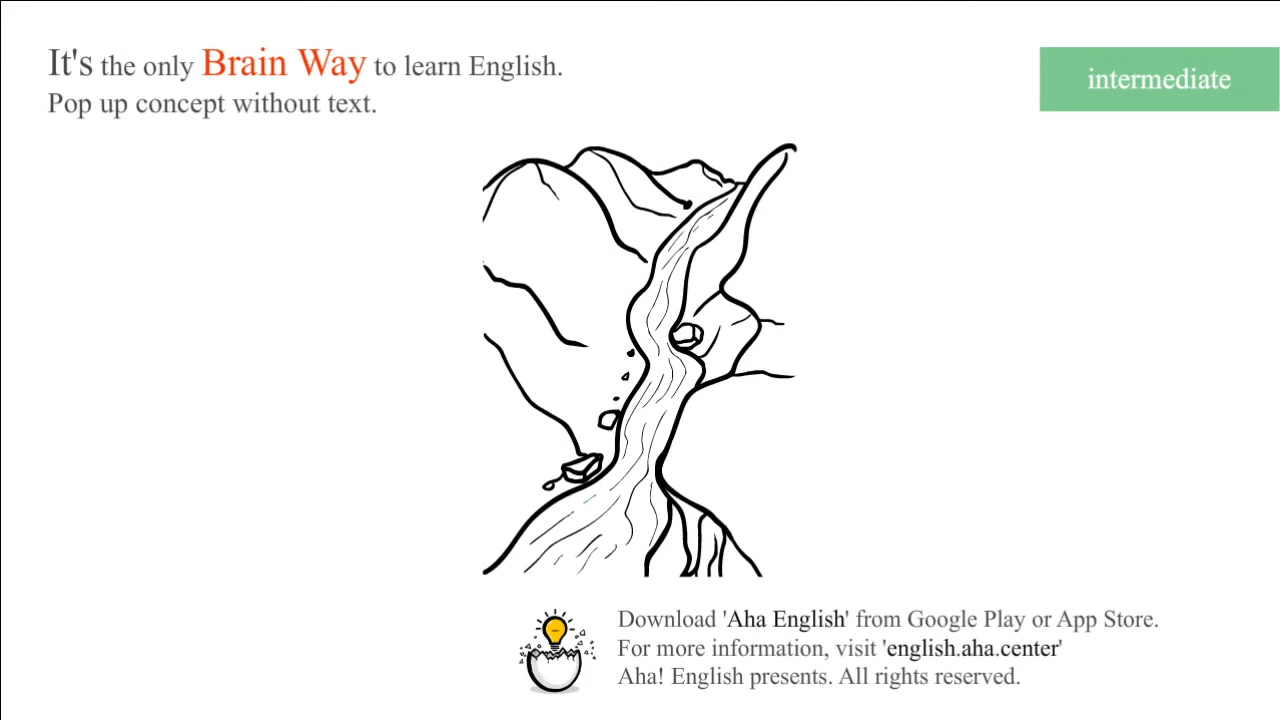 It's the only Brain Way to learn English.
Pop up concept without text.
intermediate
Download 'Aha English' from Google Play or App Store.
For more information, visit 'english.aha.center'
Aha! English presents. All rights reserved.